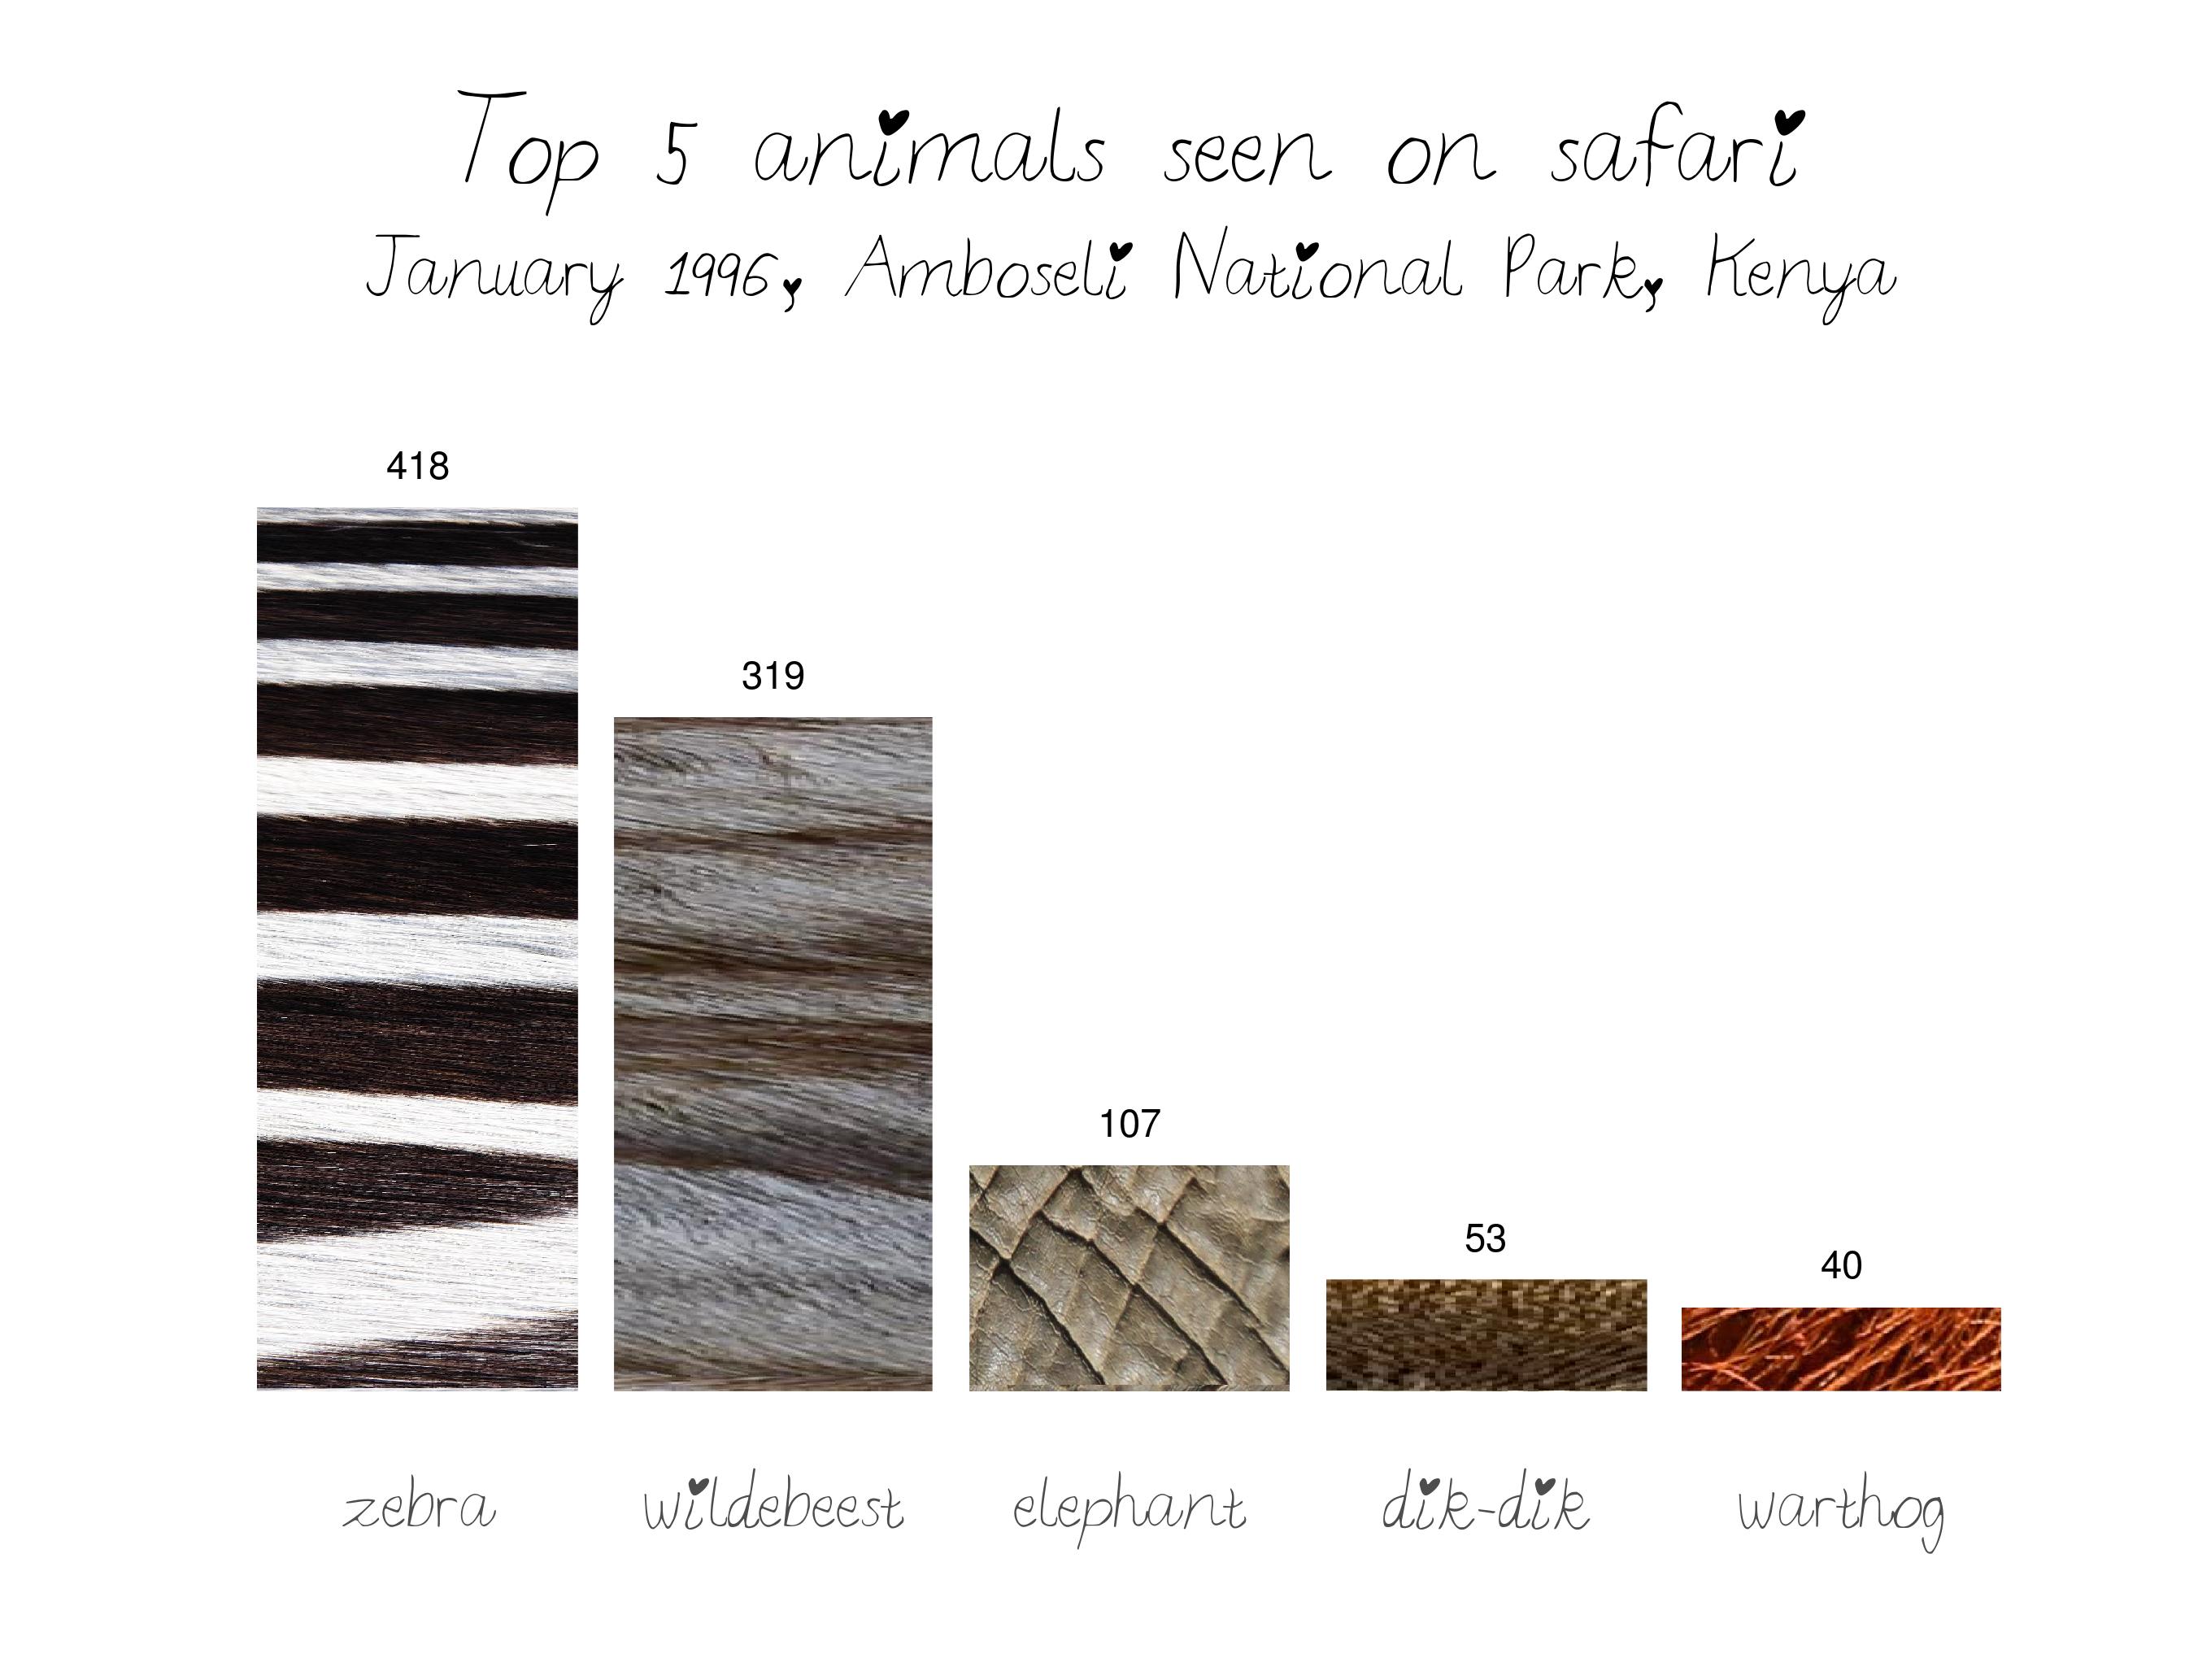 Top 5 animals seen on safari
January 1996, Amboseli National Park, Kenya
418
319
107
53
40
zebra wildebeest elephant dik-dik warthog